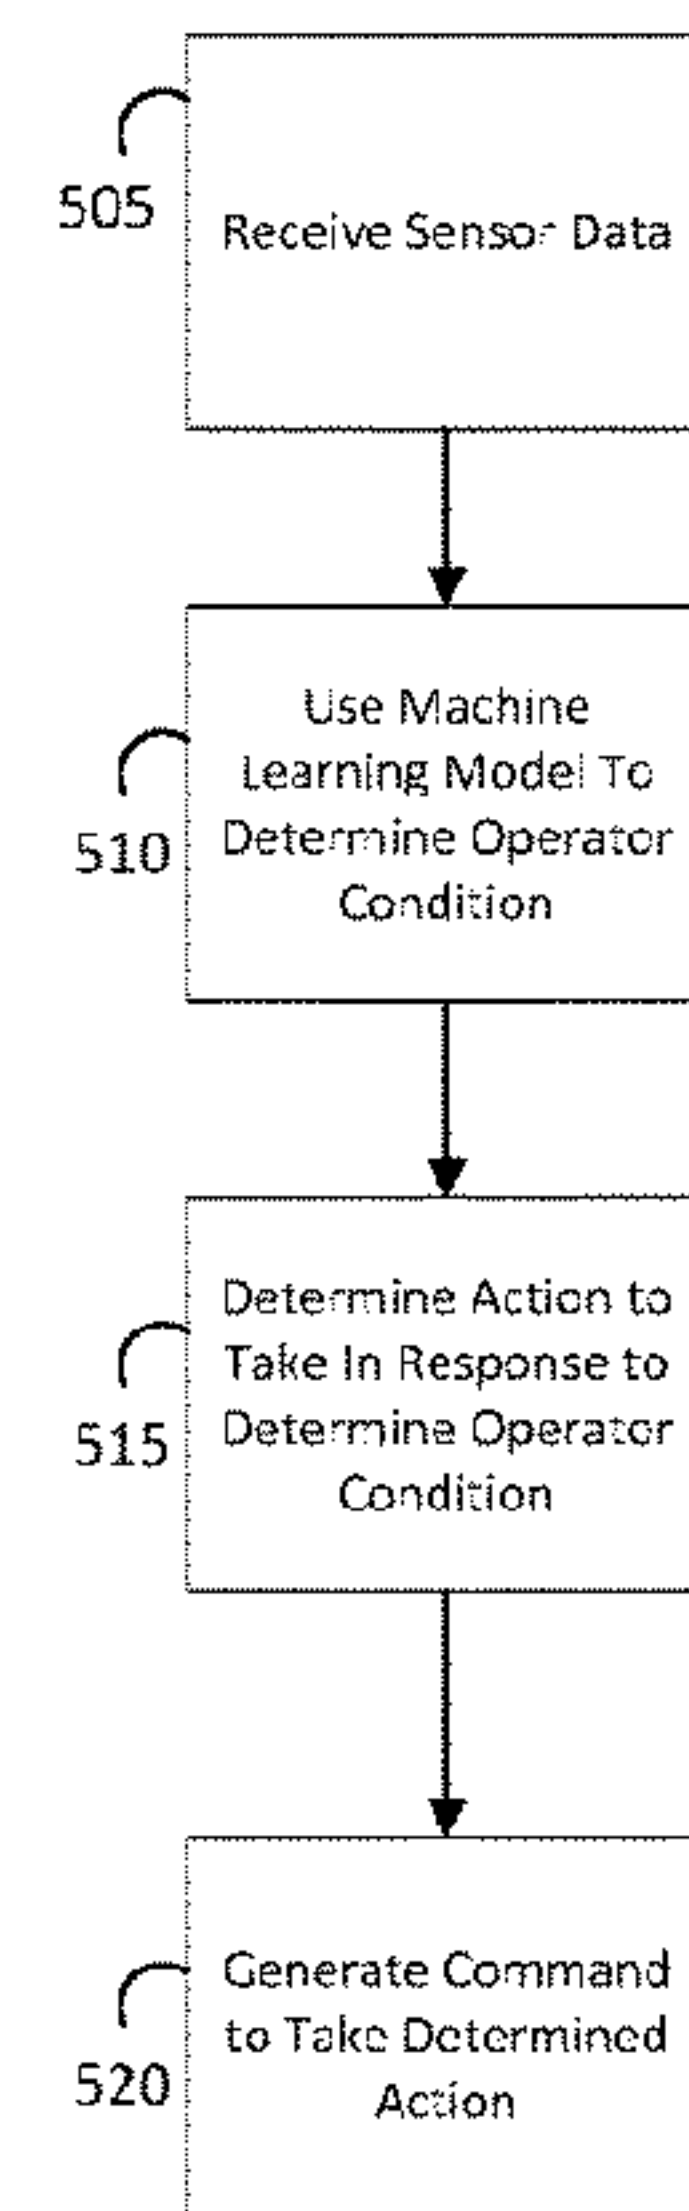 505
Receive Sensor Data
Use Machine
Learning Model To
Determine Operator
Condition
510
Determine Action to
Take In Response to
Determine Operator
Condition
515
Generate Command
to Take Determined
Action
520